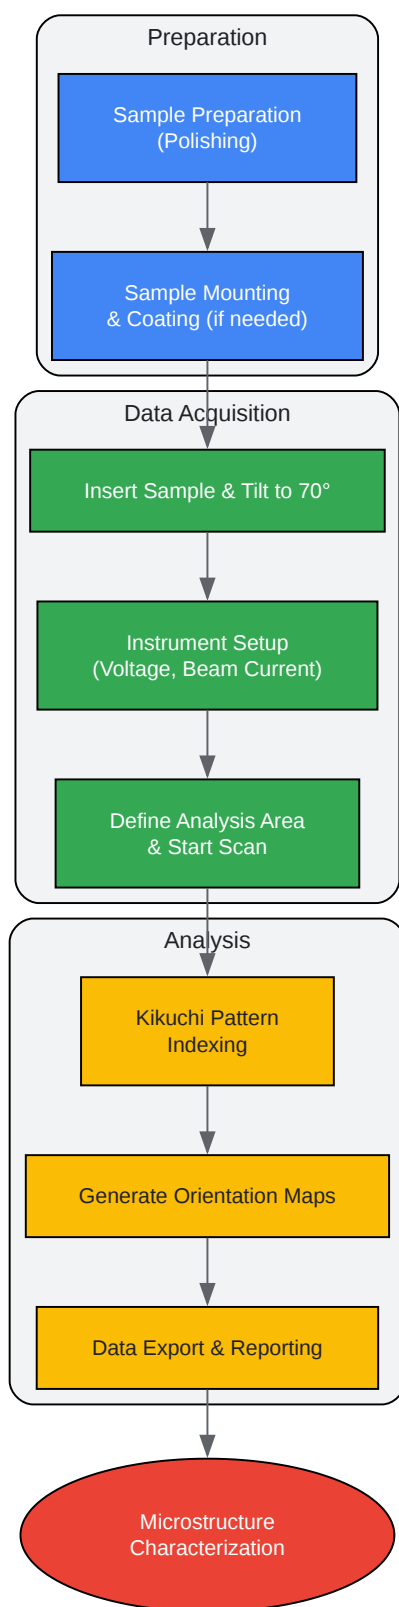 Preparation
Sample Preparation
(Polishing)
Sample Mounting
& Coating (if needed)
Data Acquisition
Insert Sample & Tilt to 70°
Instrument Setup
(Voltage, Beam Current)
Define Analysis Area
& Start Scan
Analysis
Kikuchi Pattern
Indexing
Generate Orientation Maps
Data Export & Reporting
Microstructure
Characterization